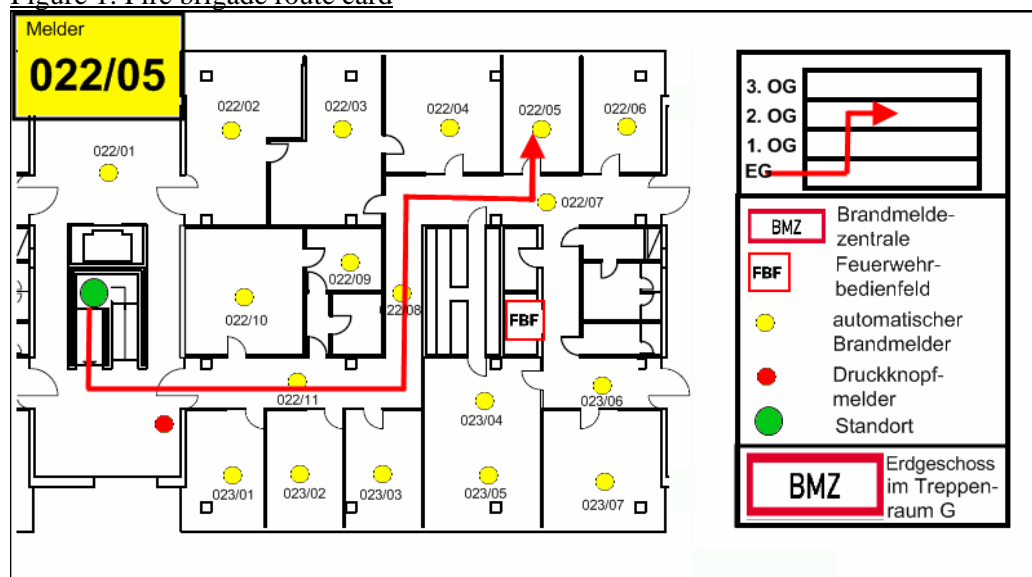 Figure 1: Fire brigade route card
Melder
022/05
022/01
022/02
022/03
022/04
022/05
022/06
022/07
022/09
022/10
022/08
022/11
FBF
023/06
023/04
023/01
023/02
023/03
023/05
023/07
3. OG
2. OG
1. OG
EG
BMZ
Brandmelde-
zentrale
FBF
Feuerwehr-
bedienfeld
automatischer
Brandmelder
Druckknopf-
melder
Standort
BMZ
Erdgeschoss
im Treppen-
raum G